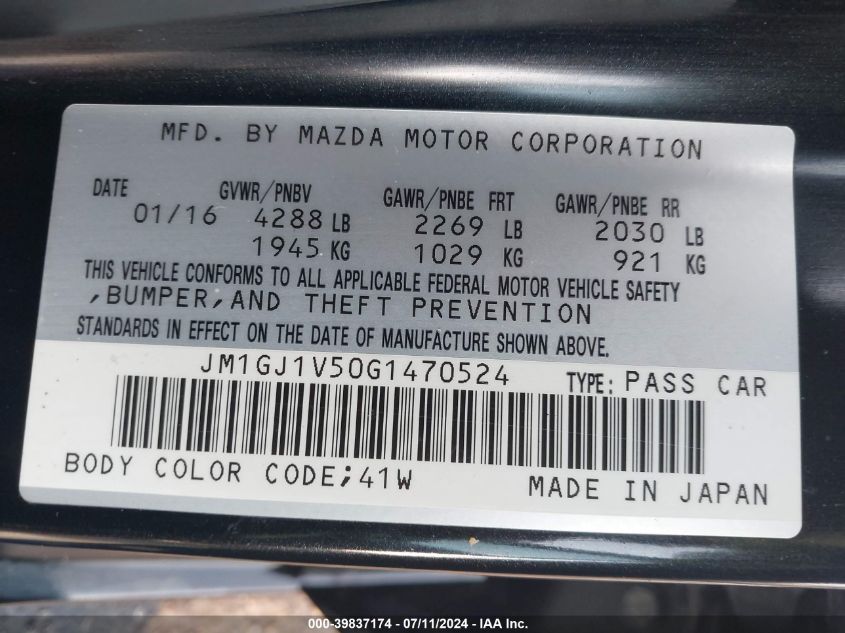 MFD. BY MAZDA MOTOR CORPORATION
DATE GVWR/PNBV GAWR/PNBE FRT GAWR/PNBE RR
01/16 4288 LB 2269 LB 2030 LB
1945 KG 1029 KG 921 KG
THIS VEHICLE CONFORMS TO ALL APPLICABLE FEDERAL MOTOR VEHICLE SAFETY
,BUMPER,AND THEFT PREVENTION
STANDARDS IN EFFECT ON THE DATE OF MANUFACTURE SHOWN ABOVE.
JM1GJ1V50G1470524 TYPE: PASS CAR
BODY COLOR CODE;41W MADE IN JAPAN
000-39837174 - 07/11/2024 - IAA Inc.